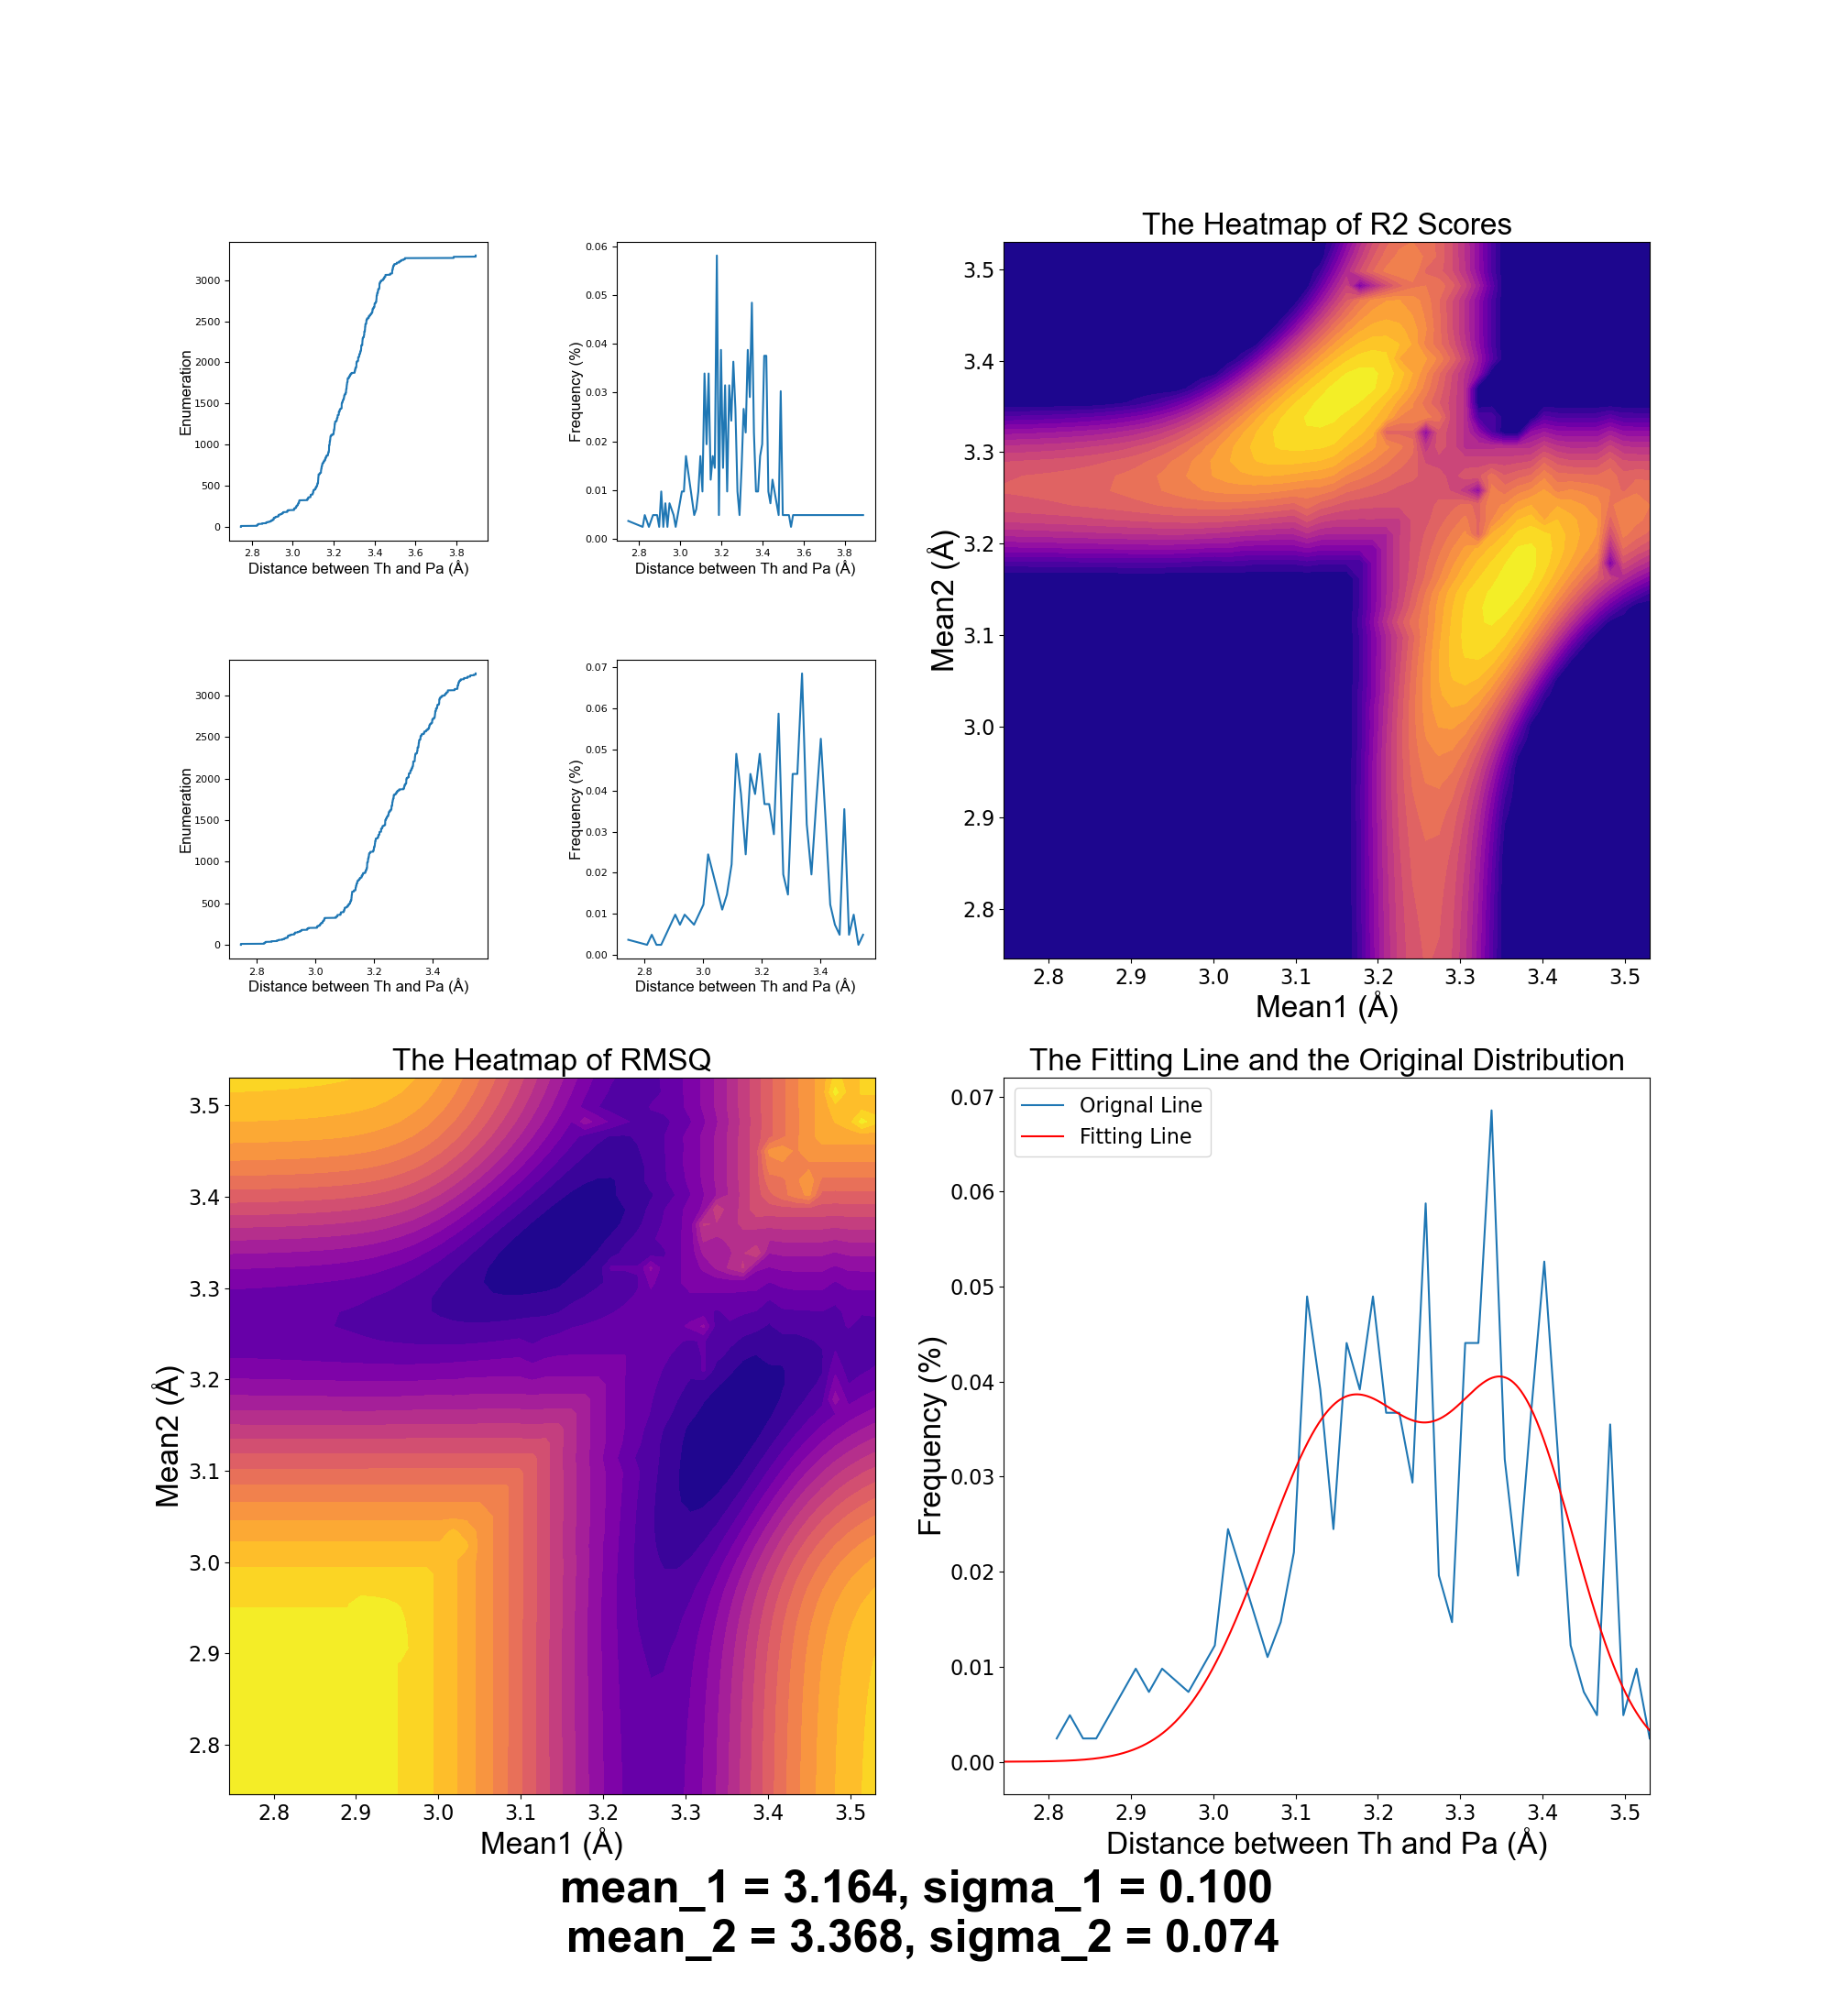 Enumeration
3000
2500
2000
1500
1000
500
0
2.8 3.0 3.2 3.4 3.6 3.8
Distance between Th and Pa (Å)
Frequency (%)
0.06
0.05
0.04
0.03
0.02
0.01
0.00
2.8 3.0 3.2 3.4 3.6 3.8
Distance between Th and Pa (Å)
Enumeration
3000
2500
2000
1500
1000
500
0
2.8 3.0 3.2 3.4
Distance between Th and Pa (Å)
Frequency (%)
0.07
0.06
0.05
0.04
0.03
0.02
0.01
0.00
2.8 3.0 3.2 3.4
Distance between Th and Pa (Å)
The Heatmap of R2 Scores
Mean2 (Å)
3.5
3.4
3.3
3.2
3.1
3.0
2.9
2.8
2.8 2.9 3.0 3.1 3.2 3.3 3.4 3.5
Mean1 (Å)
The Heatmap of RMSQ
Mean2 (Å)
3.5
3.4
3.3
3.2
3.1
3.0
2.9
2.8
2.8 2.9 3.0 3.1 3.2 3.3 3.4 3.5
Mean1 (Å)
The Fitting Line and the Original Distribution
Orignal Line
Fitting Line
Frequency (%)
0.07
0.06
0.05
0.04
0.03
0.02
0.01
0.00
2.8 2.9 3.0 3.1 3.2 3.3 3.4 3.5
Distance between Th and Pa (Å)
mean_1 = 3.164, sigma_1 = 0.100
mean_2 = 3.368, sigma_2 = 0.074